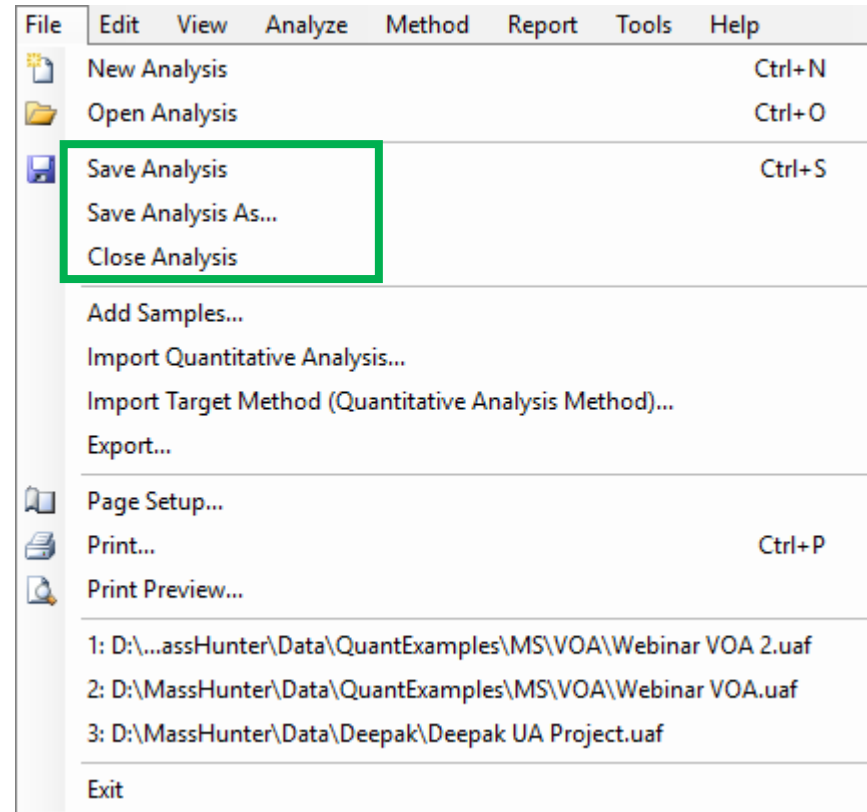 File Edit View Analyze Method Report Tools Help
New Analysis Ctrl+N
Open Analysis Ctrl+O
Save Analysis Ctrl+S
Save Analysis As...
Close Analysis
Add Samples...
Import Quantitative Analysis...
Import Target Method (Quantitative Analysis Method)...
Export...
Page Setup...
Print... Ctrl+P
Print Preview...
1: D:\...assHunter\Data\QuantExamples\MS\VOA\Webinar VOA 2.uaf
2: D:\MassHunter\Data\QuantExamples\MS\VOA\Webinar VOA.uaf
3: D:\MassHunter\Data\Deepak\Deepak UA Project.uaf
Exit